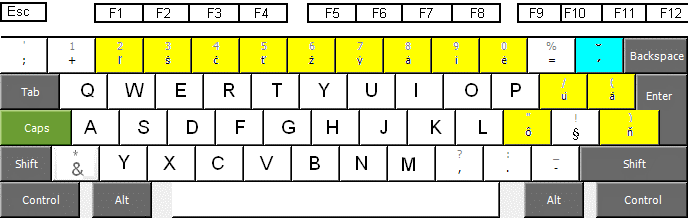 Esc F1 F2 F3 F4 F5 F6 F7 F8 F9 F10 F11 F12
° 1 2 3 4 5 6 7 8 9 0 % ˇ
; + ľ š č ť ž ý á í é = ´ Backspace
Tab Q W E R T Y U I O P / (
ú á Enter
Caps A S D F G H J K L " ! )
ô § ň
Shift * Y X C V B N M ? : _ Shift
& , . -
Control Alt Alt Control